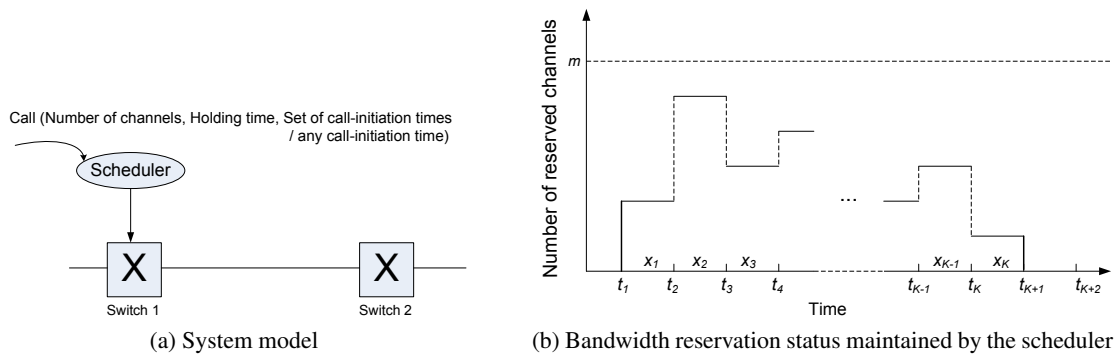 Call (Number of channels, Holding time, Set of call-initiation times
/ any call-initiation time)
Scheduler
X
X
Switch 1
Switch 2
(a) System model
Number of reserved channels
m
...
x1
x2
x3
xK-1
xK
t1
t2
t3
t4
tK-1
tK
tK+1
tK+2
Time
(b) Bandwidth reservation status maintained by the scheduler